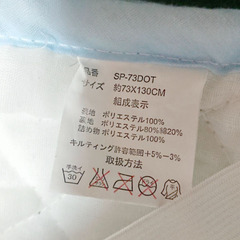 品番 SP-73DOT
サイズ 約73X130CM
組成表示
表地 ポリエステル100%
裏地 ポリエステル80%綿20%
詰め物 ポリエステル100%
キルティング許容範囲+5%−3%
取扱方法
手洗イ
30